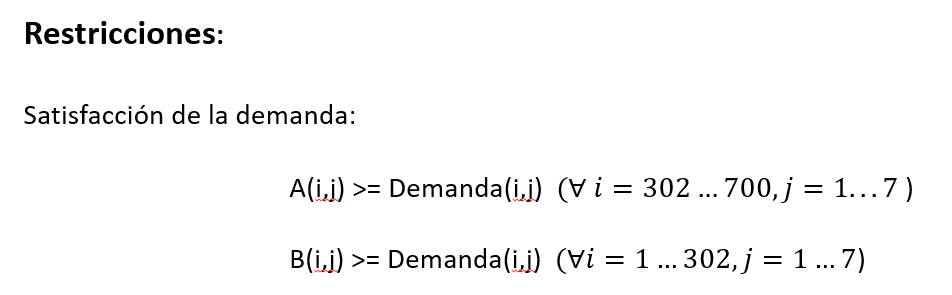 Restricciones:
Satisfacción de la demanda:
A(i,j) >= Demanda(i,j) (∀ i = 302 … 700, j = 1…7 )
B(i,j) >= Demanda(i,j) (∀i = 1 … 302, j = 1 … 7)